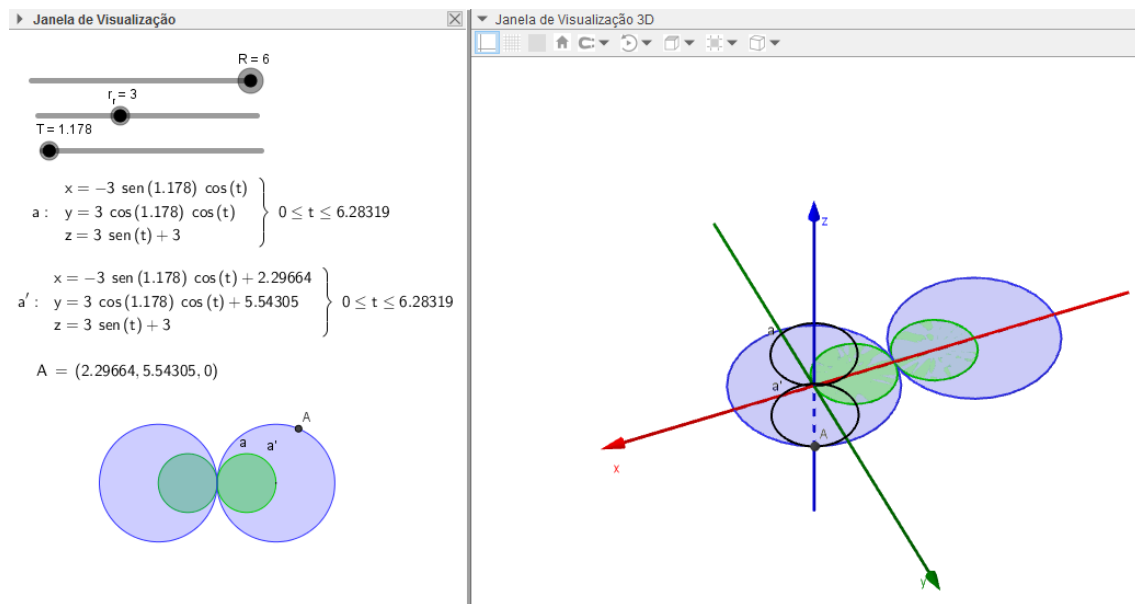 Janela de Visualização
R = 6
r_r = 3
T = 1.178
x = −3 sen (1.178) cos (t)
a : y = 3 cos (1.178) cos (t) } 0 ≤ t ≤ 6.28319
z = 3 sen (t) + 3
x = −3 sen (1.178) cos (t) + 2.29664
a′ : y = 3 cos (1.178) cos (t) + 5.54305 } 0 ≤ t ≤ 6.28319
z = 3 sen (t) + 3
A = (2.29664, 5.54305, 0)
A
a a'
Janela de Visualização 3D
z
a
a'
A
x
y